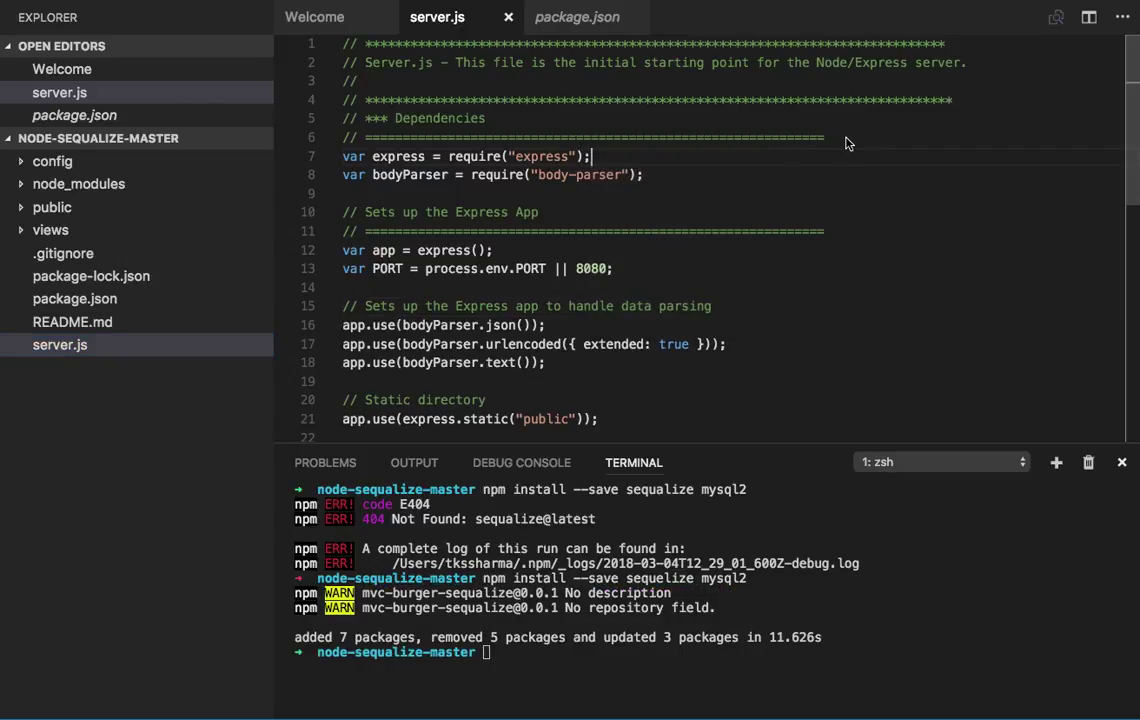 EXPLORER
Welcome
server.js
package.json
OPEN EDITORS
Welcome
server.js
package.json
NODE-SEQUALIZE-MASTER
config
node_modules
public
views
.gitignore
package-lock.json
package.json
README.md
server.js
1 // *****************************************************************************
2 // Server.js - This file is the initial starting point for the Node/Express server.
3 //
4 // ******************************************************************************
5 // *** Dependencies
6 // =============================================================
7 var express = require("express");
8 var bodyParser = require("body-parser");
9
10 // Sets up the Express App
11 // =============================================================
12 var app = express();
13 var PORT = process.env.PORT || 8080;
14
15 // Sets up the Express app to handle data parsing
16 app.use(bodyParser.json());
17 app.use(bodyParser.urlencoded({ extended: true }));
18 app.use(bodyParser.text());
19
20 // Static directory
21 app.use(express.static("public"));
22
PROBLEMS OUTPUT DEBUG CONSOLE TERMINAL 1: zsh
➜ node-sequalize-master npm install --save sequalize mysql2
npm ERR! code E404
npm ERR! 404 Not Found: sequalize@latest
npm ERR! A complete log of this run can be found in:
npm ERR! /Users/tkssharma/.npm/_logs/2018-03-04T12_29_01_600Z-debug.log
➜ node-sequalize-master npm install --save sequelize mysql2
npm WARN mvc-burger-sequalize@0.0.1 No description
npm WARN mvc-burger-sequalize@0.0.1 No repository field.
added 7 packages, removed 5 packages and updated 3 packages in 11.626s
➜ node-sequalize-master